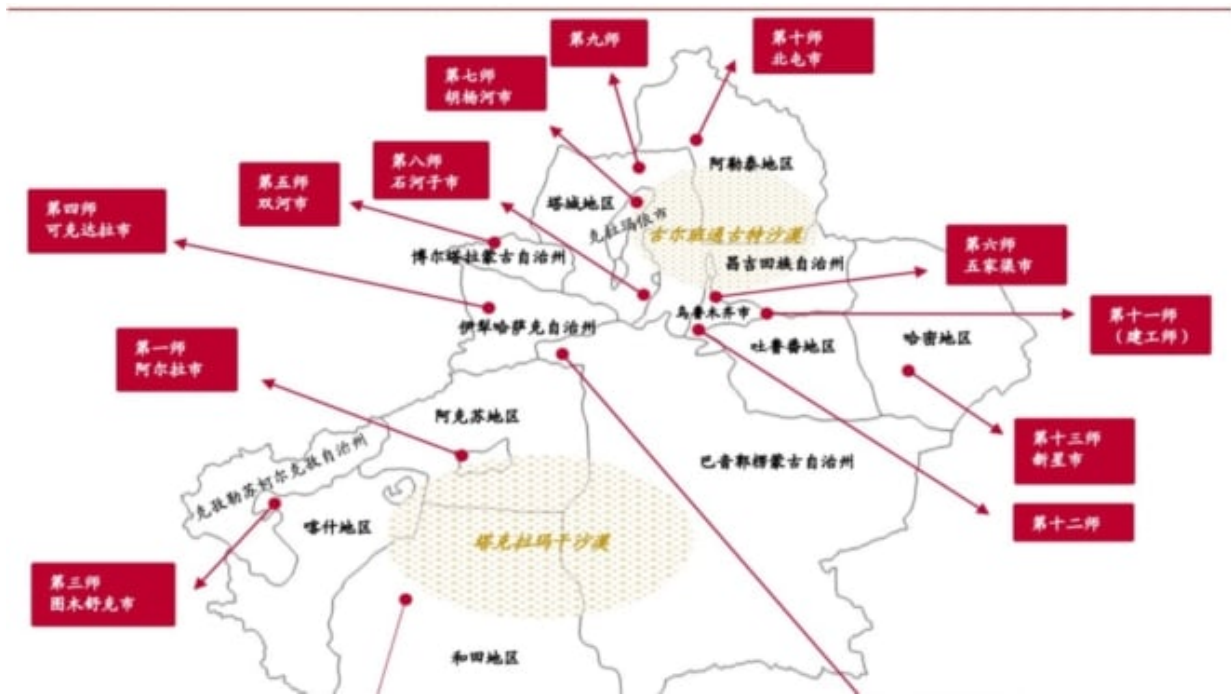 第九师
第十师
北屯市
第七师
胡杨河市
第八师
石河子市
第五师
双河市
第四师
可克达拉市
阿勒泰地区
塔城地区
克拉玛依市
古尔班通古特沙漠
博尔塔拉蒙古自治州
昌吉回族自治州
第六师
五家渠市
乌鲁木齐市
第十一师
（建工师）
伊犁哈萨克自治州
吐鲁番地区
哈密地区
第一师
阿尔拉市
阿克苏地区
第十三师
新星市
巴音郭楞蒙古自治州
克孜勒苏柯尔克孜自治州
喀什地区
第十二师
塔克拉玛干沙漠
第三师
图木舒克市
和田地区